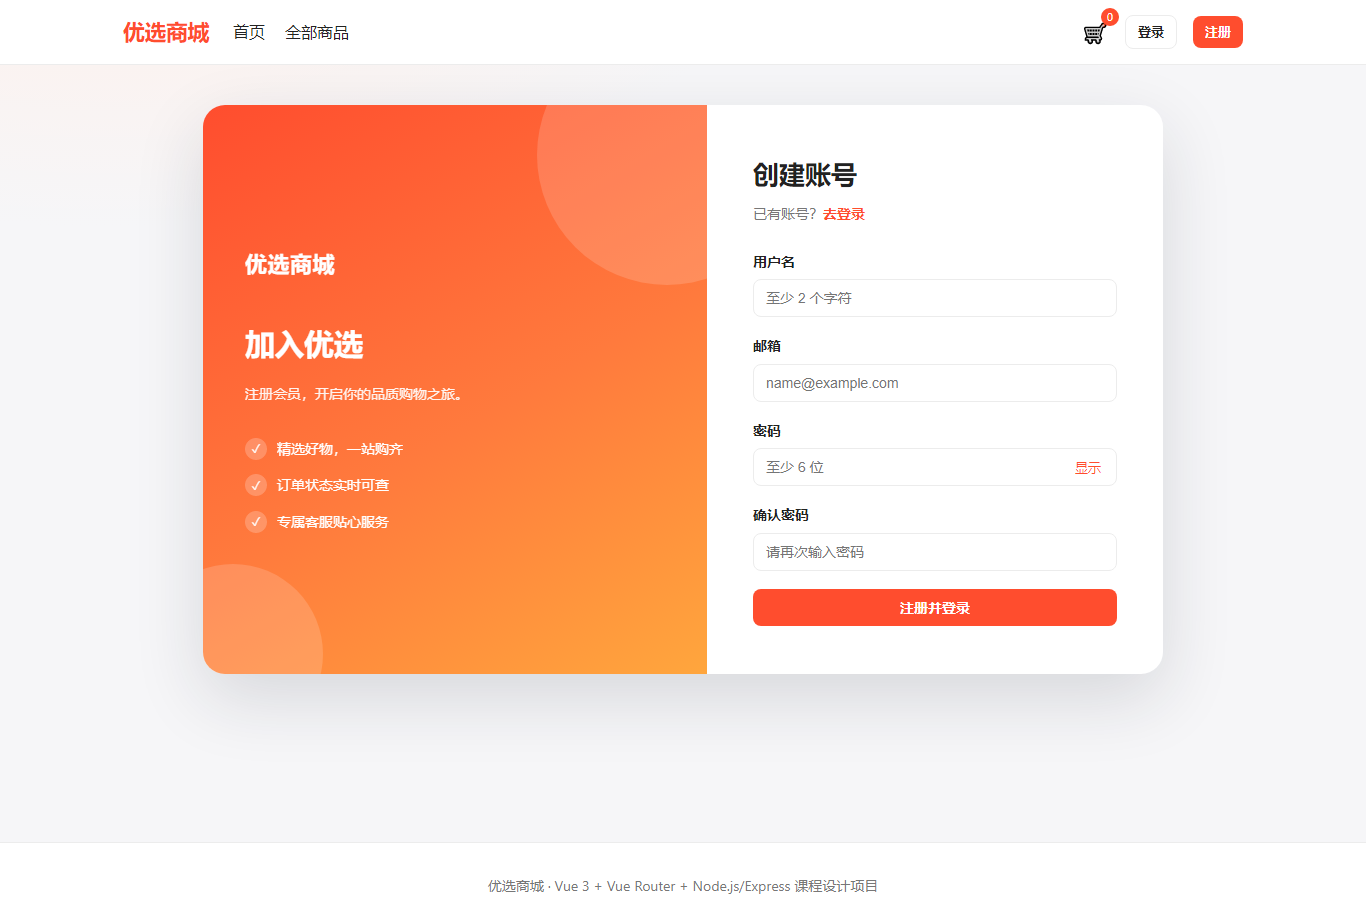 优选商城 首页 全部商品 0 登录 注册
优选商城
加入优选
注册会员，开启你的品质购物之旅。
✓ 精选好物，一站购齐
✓ 订单状态实时可查
✓ 专属客服贴心服务
创建账号
已有账号？去登录
用户名
至少 2 个字符
邮箱
name@example.com
密码
至少 6 位 显示
确认密码
请再次输入密码
注册并登录
优选商城 · Vue 3 + Vue Router + Node.js/Express 课程设计项目